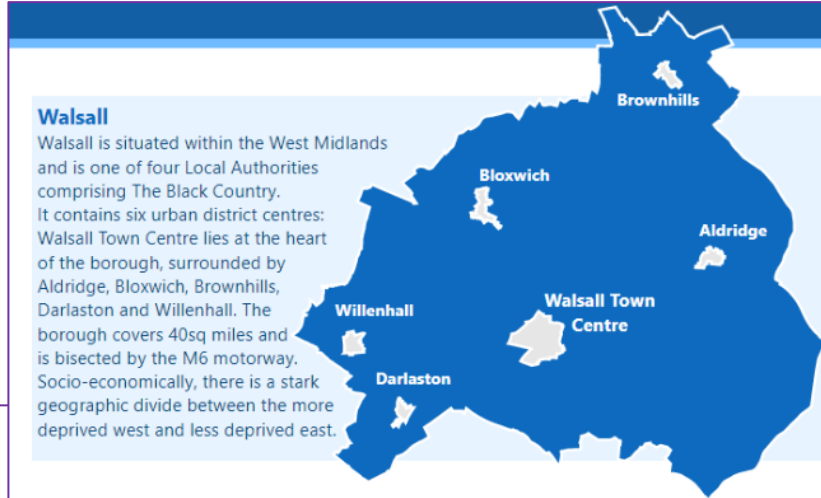 Walsall
Walsall is situated within the West Midlands
and is one of four Local Authorities
comprising The Black Country.
It contains six urban district centres:
Walsall Town Centre lies at the heart
of the borough, surrounded by
Aldridge, Bloxwich, Brownhills,
Darlaston and Willenhall. The
borough covers 40sq miles and
is bisected by the M6 motorway.
Socio-economically, there is a stark
geographic divide between the more
deprived west and less deprived east.
Brownhills
Bloxwich
Aldridge
Willenhall
Walsall Town
Centre
Darlaston